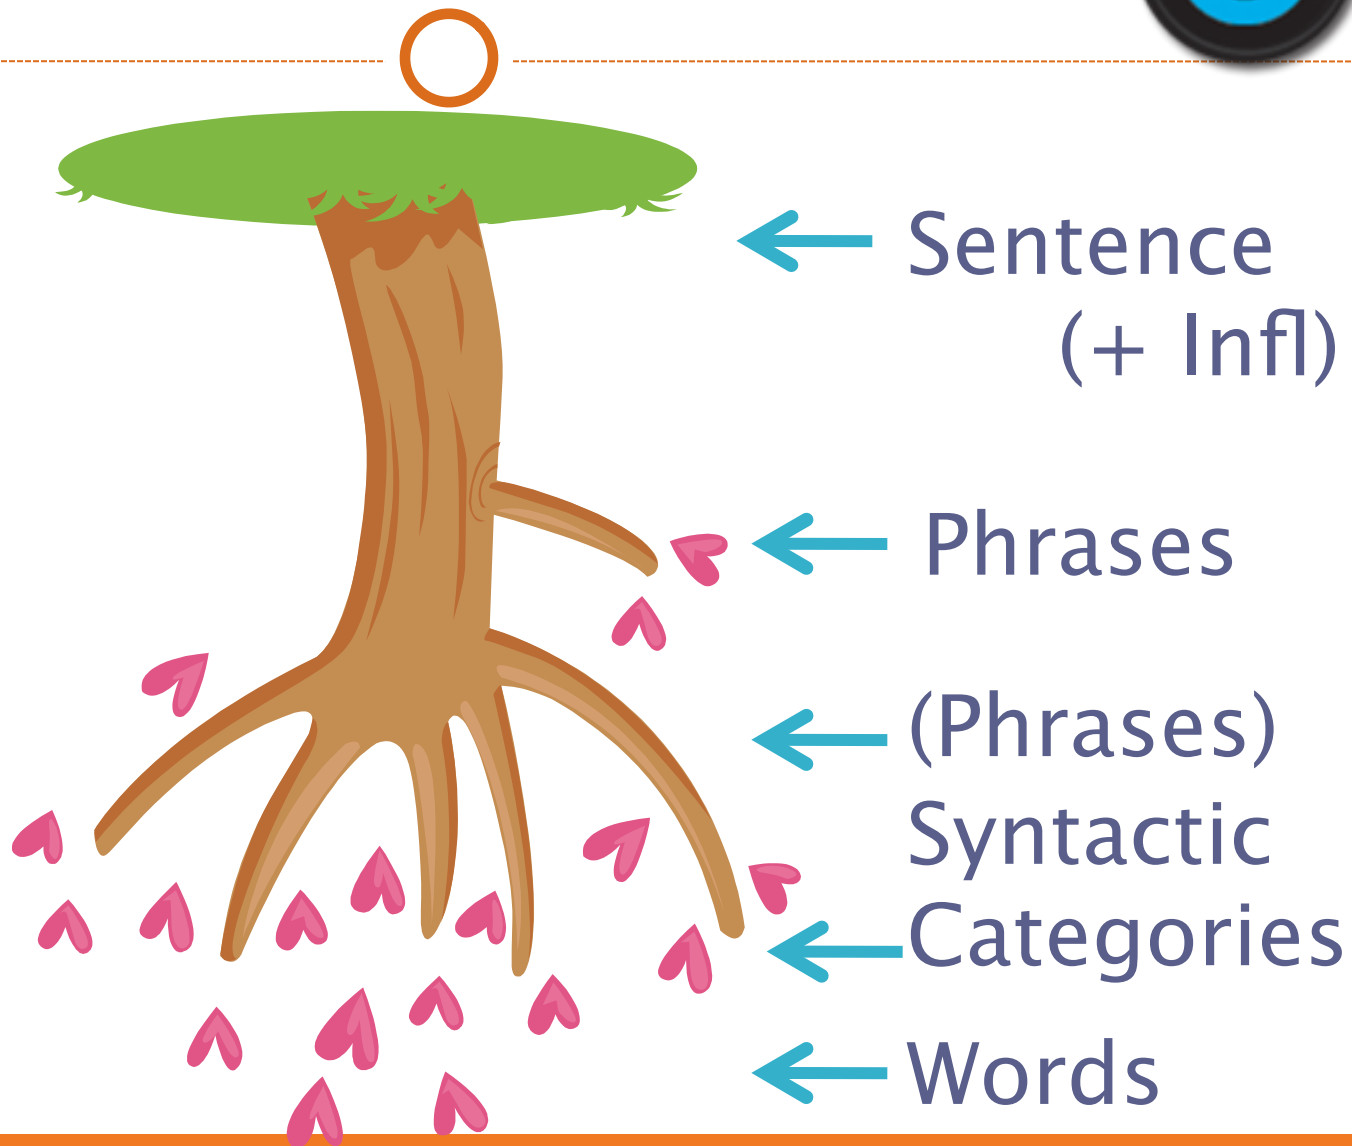 Sentence
(+ Infl)
Phrases
(Phrases)
Syntactic
Categories
Words